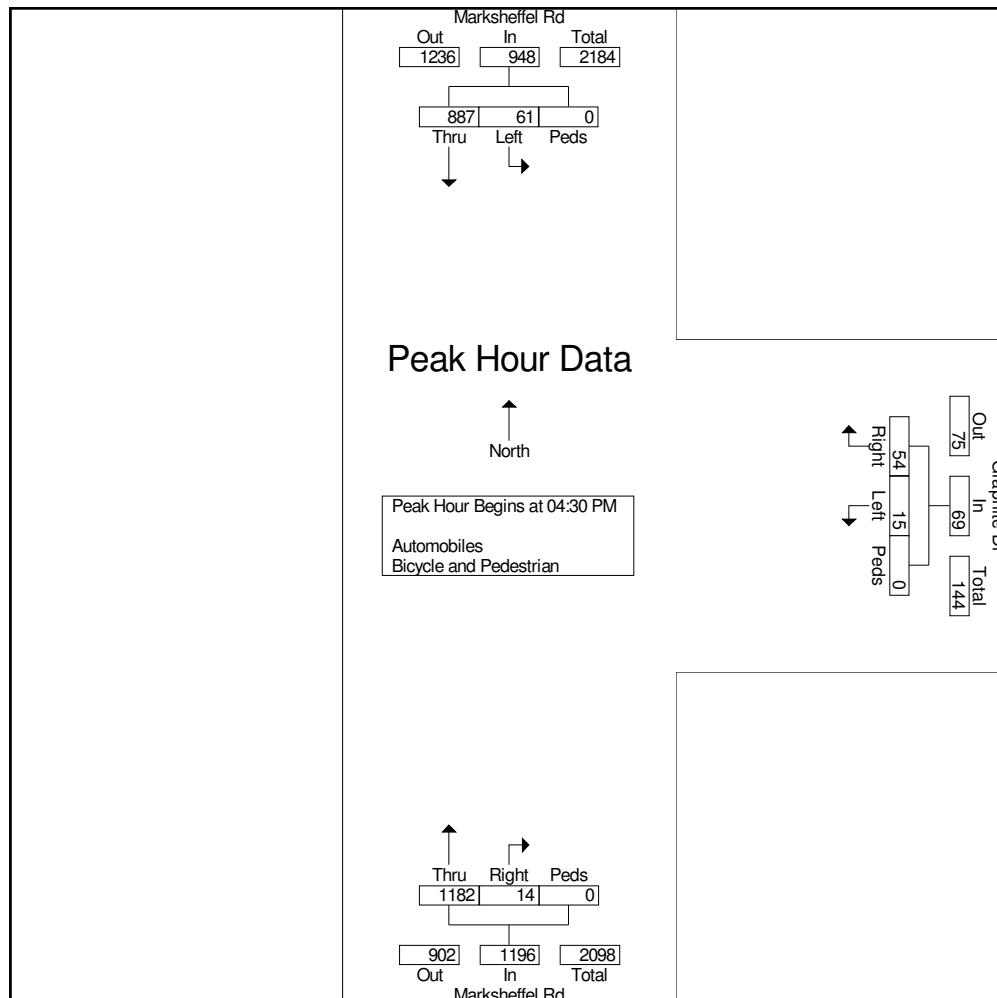 Marksheffel Rd
Out In Total
1236 948 2184
887 61 0
Thru Left Peds
Peak Hour Data
North
Peak Hour Begins at 04:30 PM
Automobiles
Bicycle and Pedestrian
Out In Total
75 69 144
54 15 0
Right Left Peds
Thru Right Peds
1182 14 0
902 1196 2098
Out In Total
Marksheffel Rd